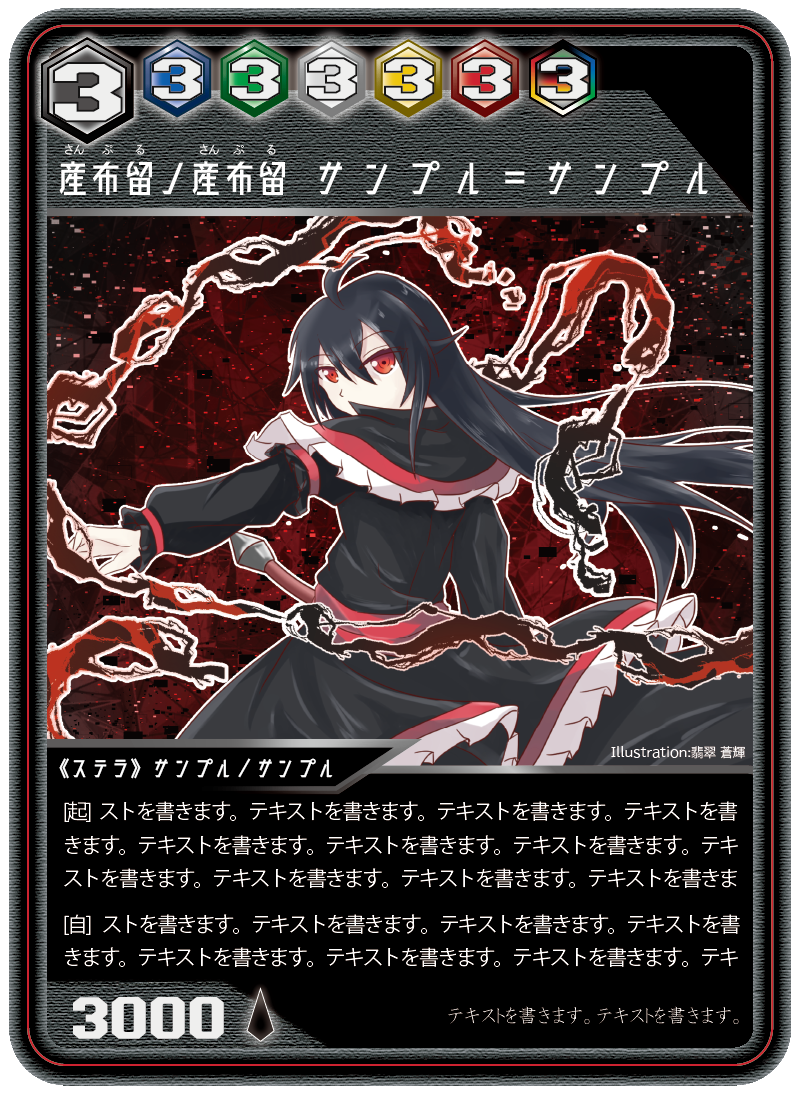 3 3 3 3 3 3 3
さん ぷ る さん ぷ る
産布留/産布留 サンプル=サンプル
Illustration:翡翠 蒼輝
《ステラ》サンプル/サンプル
[起] ストを書きます。テキストを書きます。テキストを書きます。テキストを書
きます。テキストを書きます。テキストを書きます。テキストを書きます。テキ
ストを書きます。テキストを書きます。テキストを書きます。テキストを書きま
[自] ストを書きます。テキストを書きます。テキストを書きます。テキストを書
きます。テキストを書きます。テキストを書きます。テキストを書きます。テキ
3000
テキストを書きます。テキストを書きます。